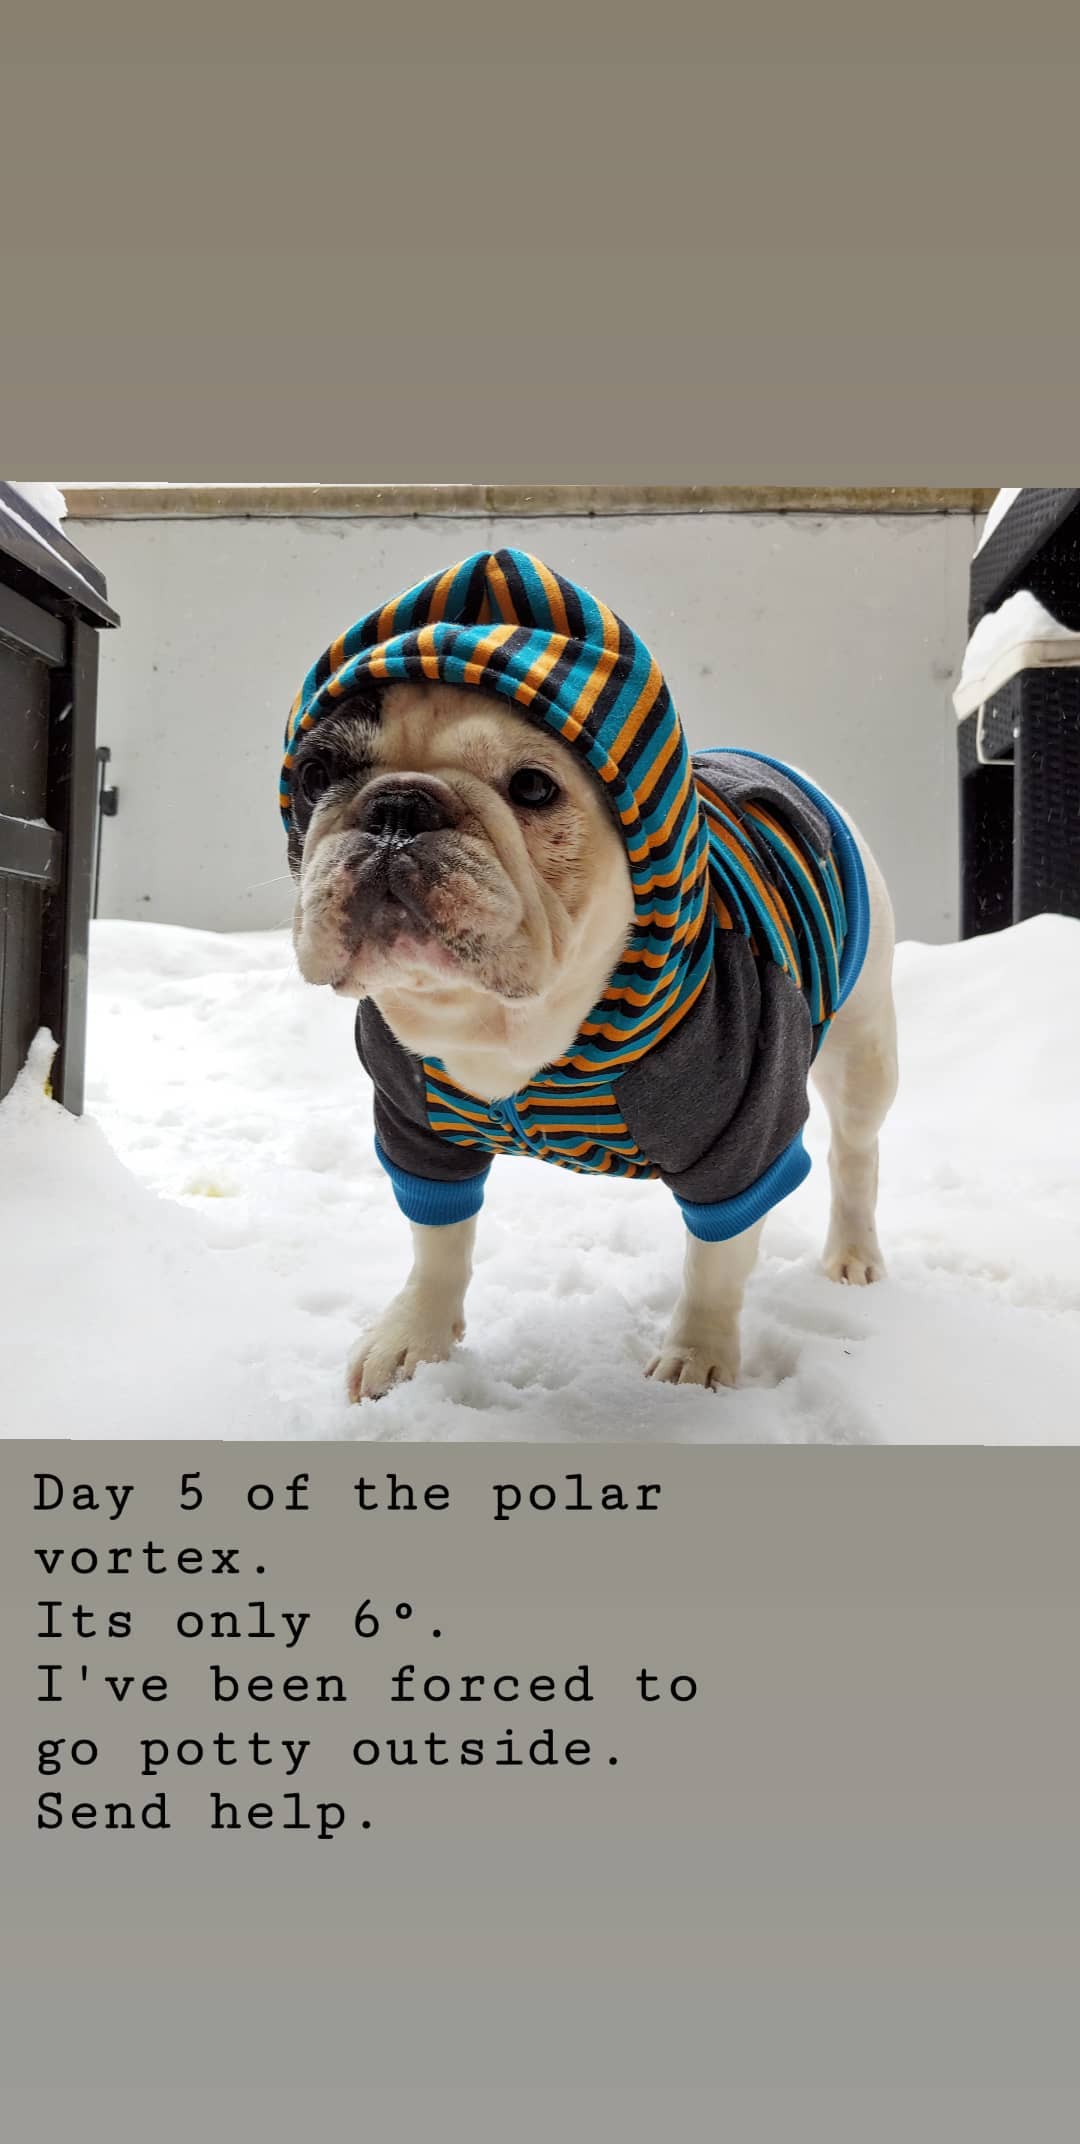 Day 5 of the polar
vortex.
Its only 6°.
I've been forced to
go potty outside.
Send help.